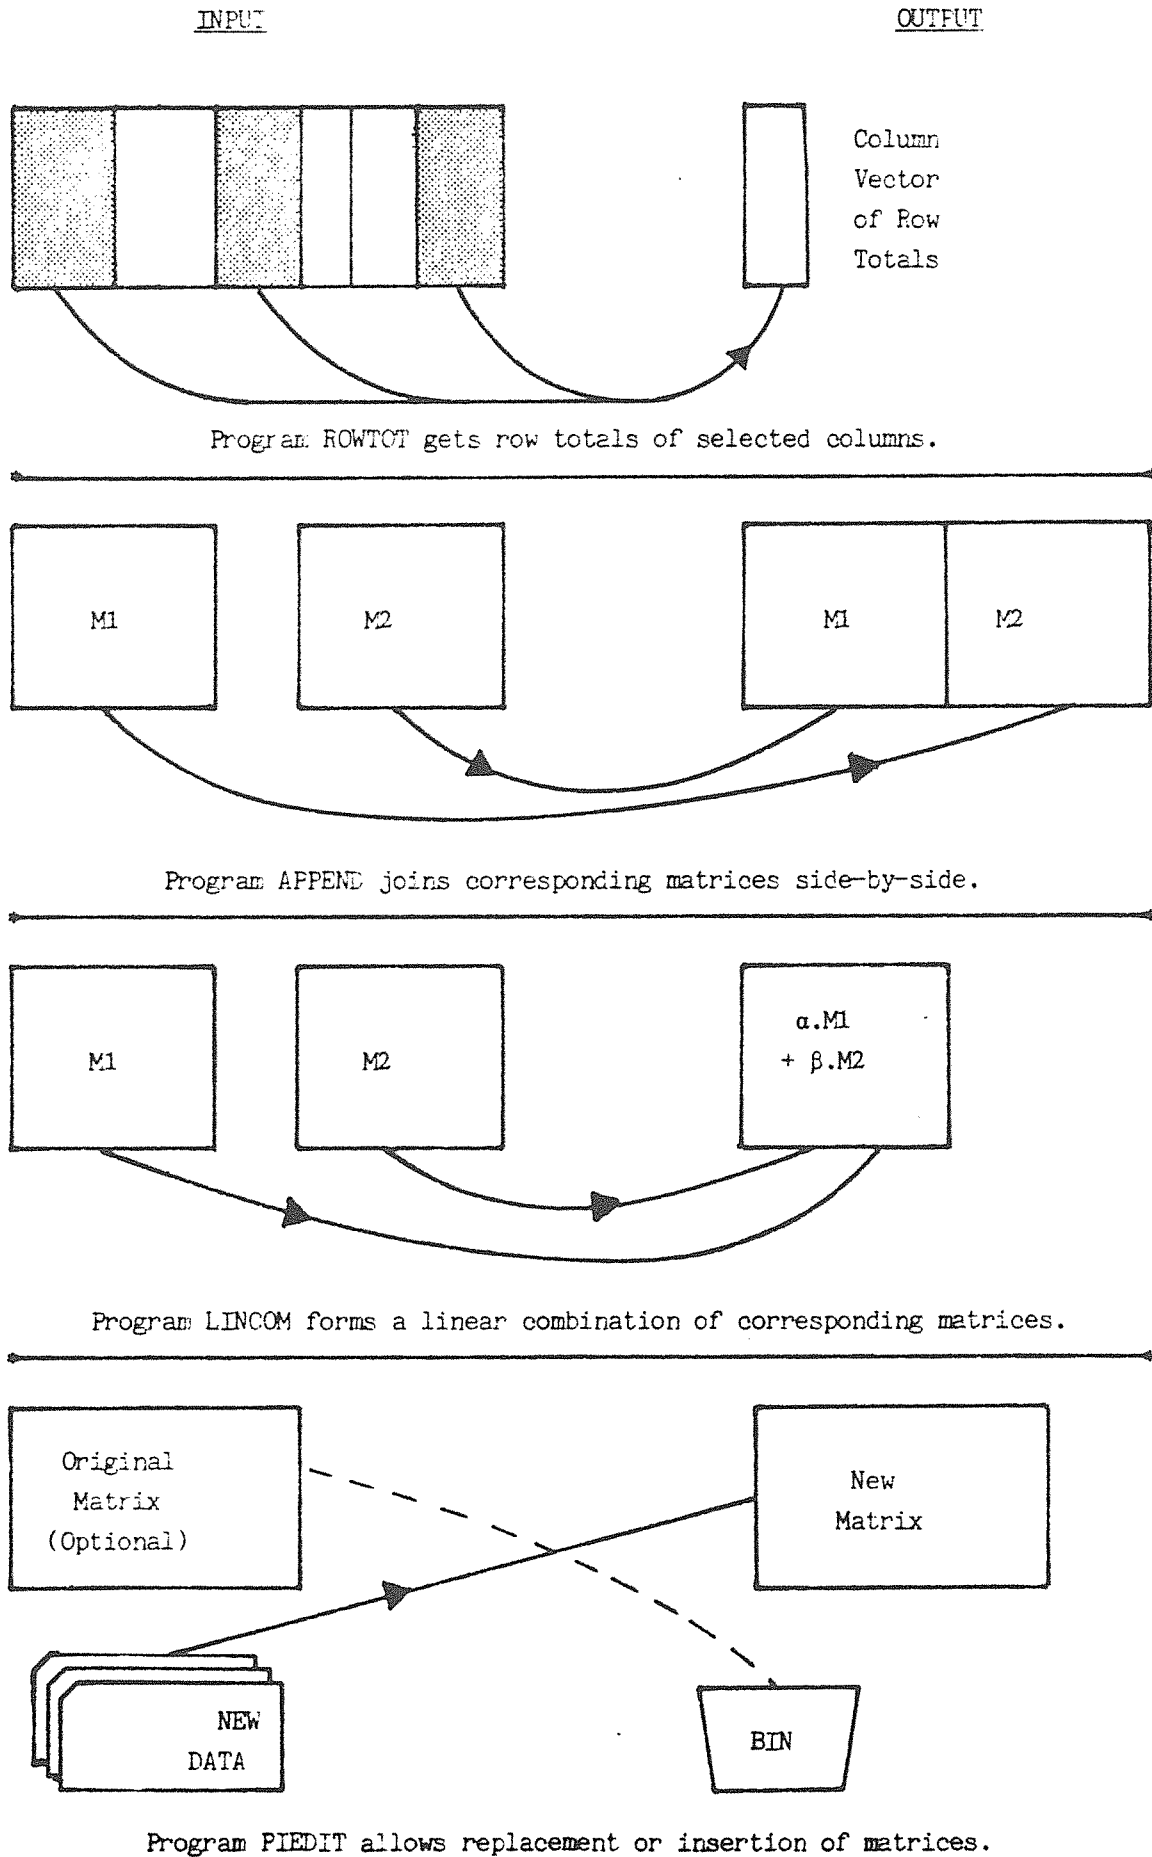 INPUT
OUTPUT
Column
Vector
of Row
Totals
Program ROWTOT gets row totals of selected columns.
M1
M2
M1
M2
Program APPEND joins corresponding matrices side-by-side.
M1
M2
α.M1
+ β.M2
Program LINCOM forms a linear combination of corresponding matrices.
Original
Matrix
(Optional)
New
Matrix
NEW
DATA
BIN
Program PIEDIT allows replacement or insertion of matrices.